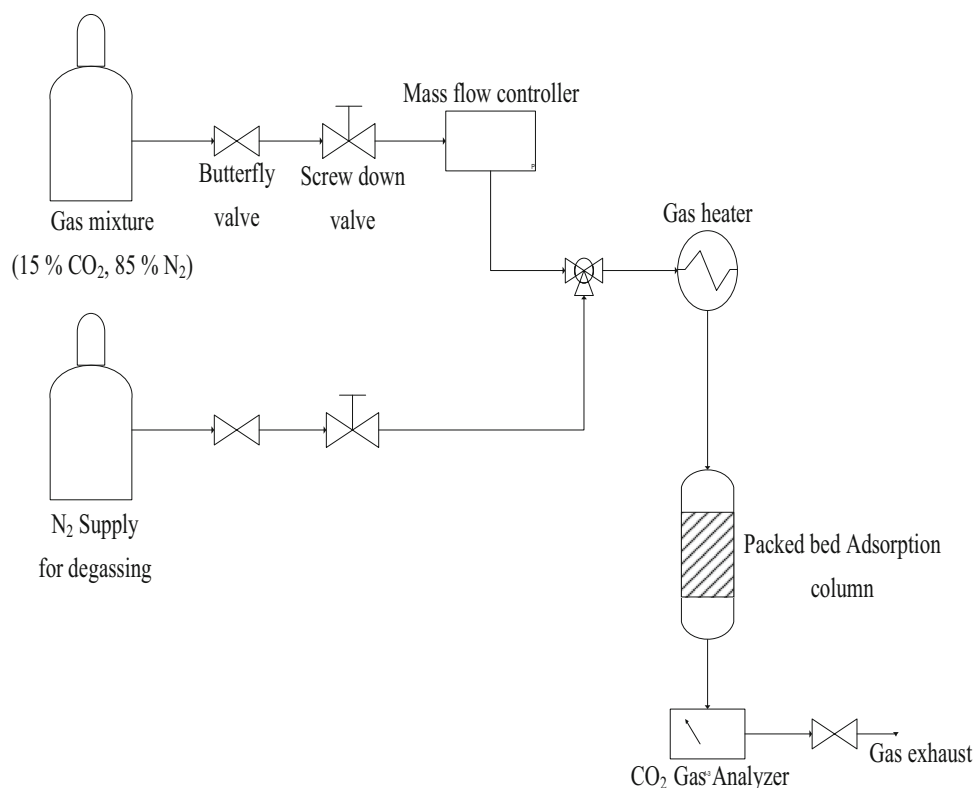 Mass flow controller
Butterfly
valve
Screw down
valve
Gas mixture
(15 % CO₂, 85 % N₂)
P
Gas heater
N₂ Supply
for degassing
Packed bed Adsorption
column
CO₂ Gas Analyzer
Gas exhaust